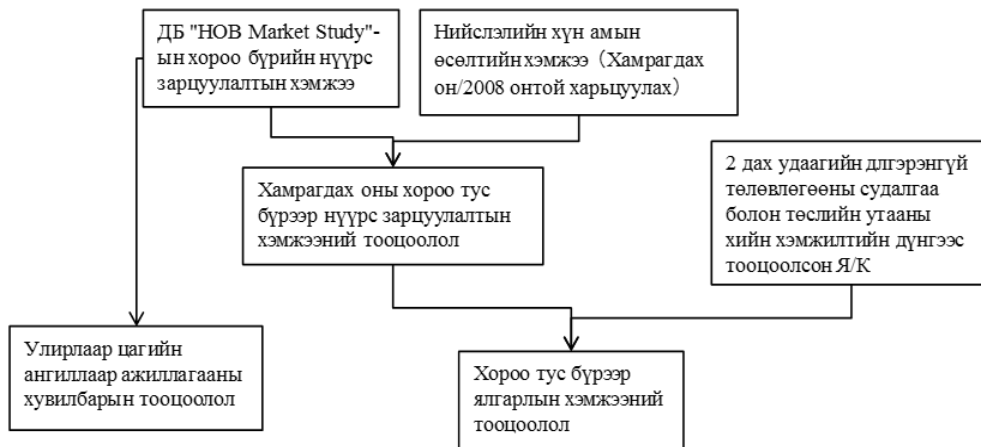 ДБ "НОВ Market Study"-
ын хороо бүрийн нүүрс
зарцуулалтын хэмжээ
Нийслэлийн хүн амын
өсөлтийн хэмжээ（Хамрагдах
он/2008 онтой харьцуулах）
Хамрагдах оны хороо тус
бүрээр нүүрс зарцуулалтын
хэмжээний тооцоолол
2 дах удаагийн длгэрэнгүй
төлөвлөгөөны судалгаа
болон төслийн утааны
хийн хэмжилтийн дүнгээс
тооцоолсон Я/К
Улирлаар цагийн
ангиллаар ажиллагааны
хувилбарын тооцоолол
Хороо тус бүрээр
ялгарлын хэмжээний
тооцоолол